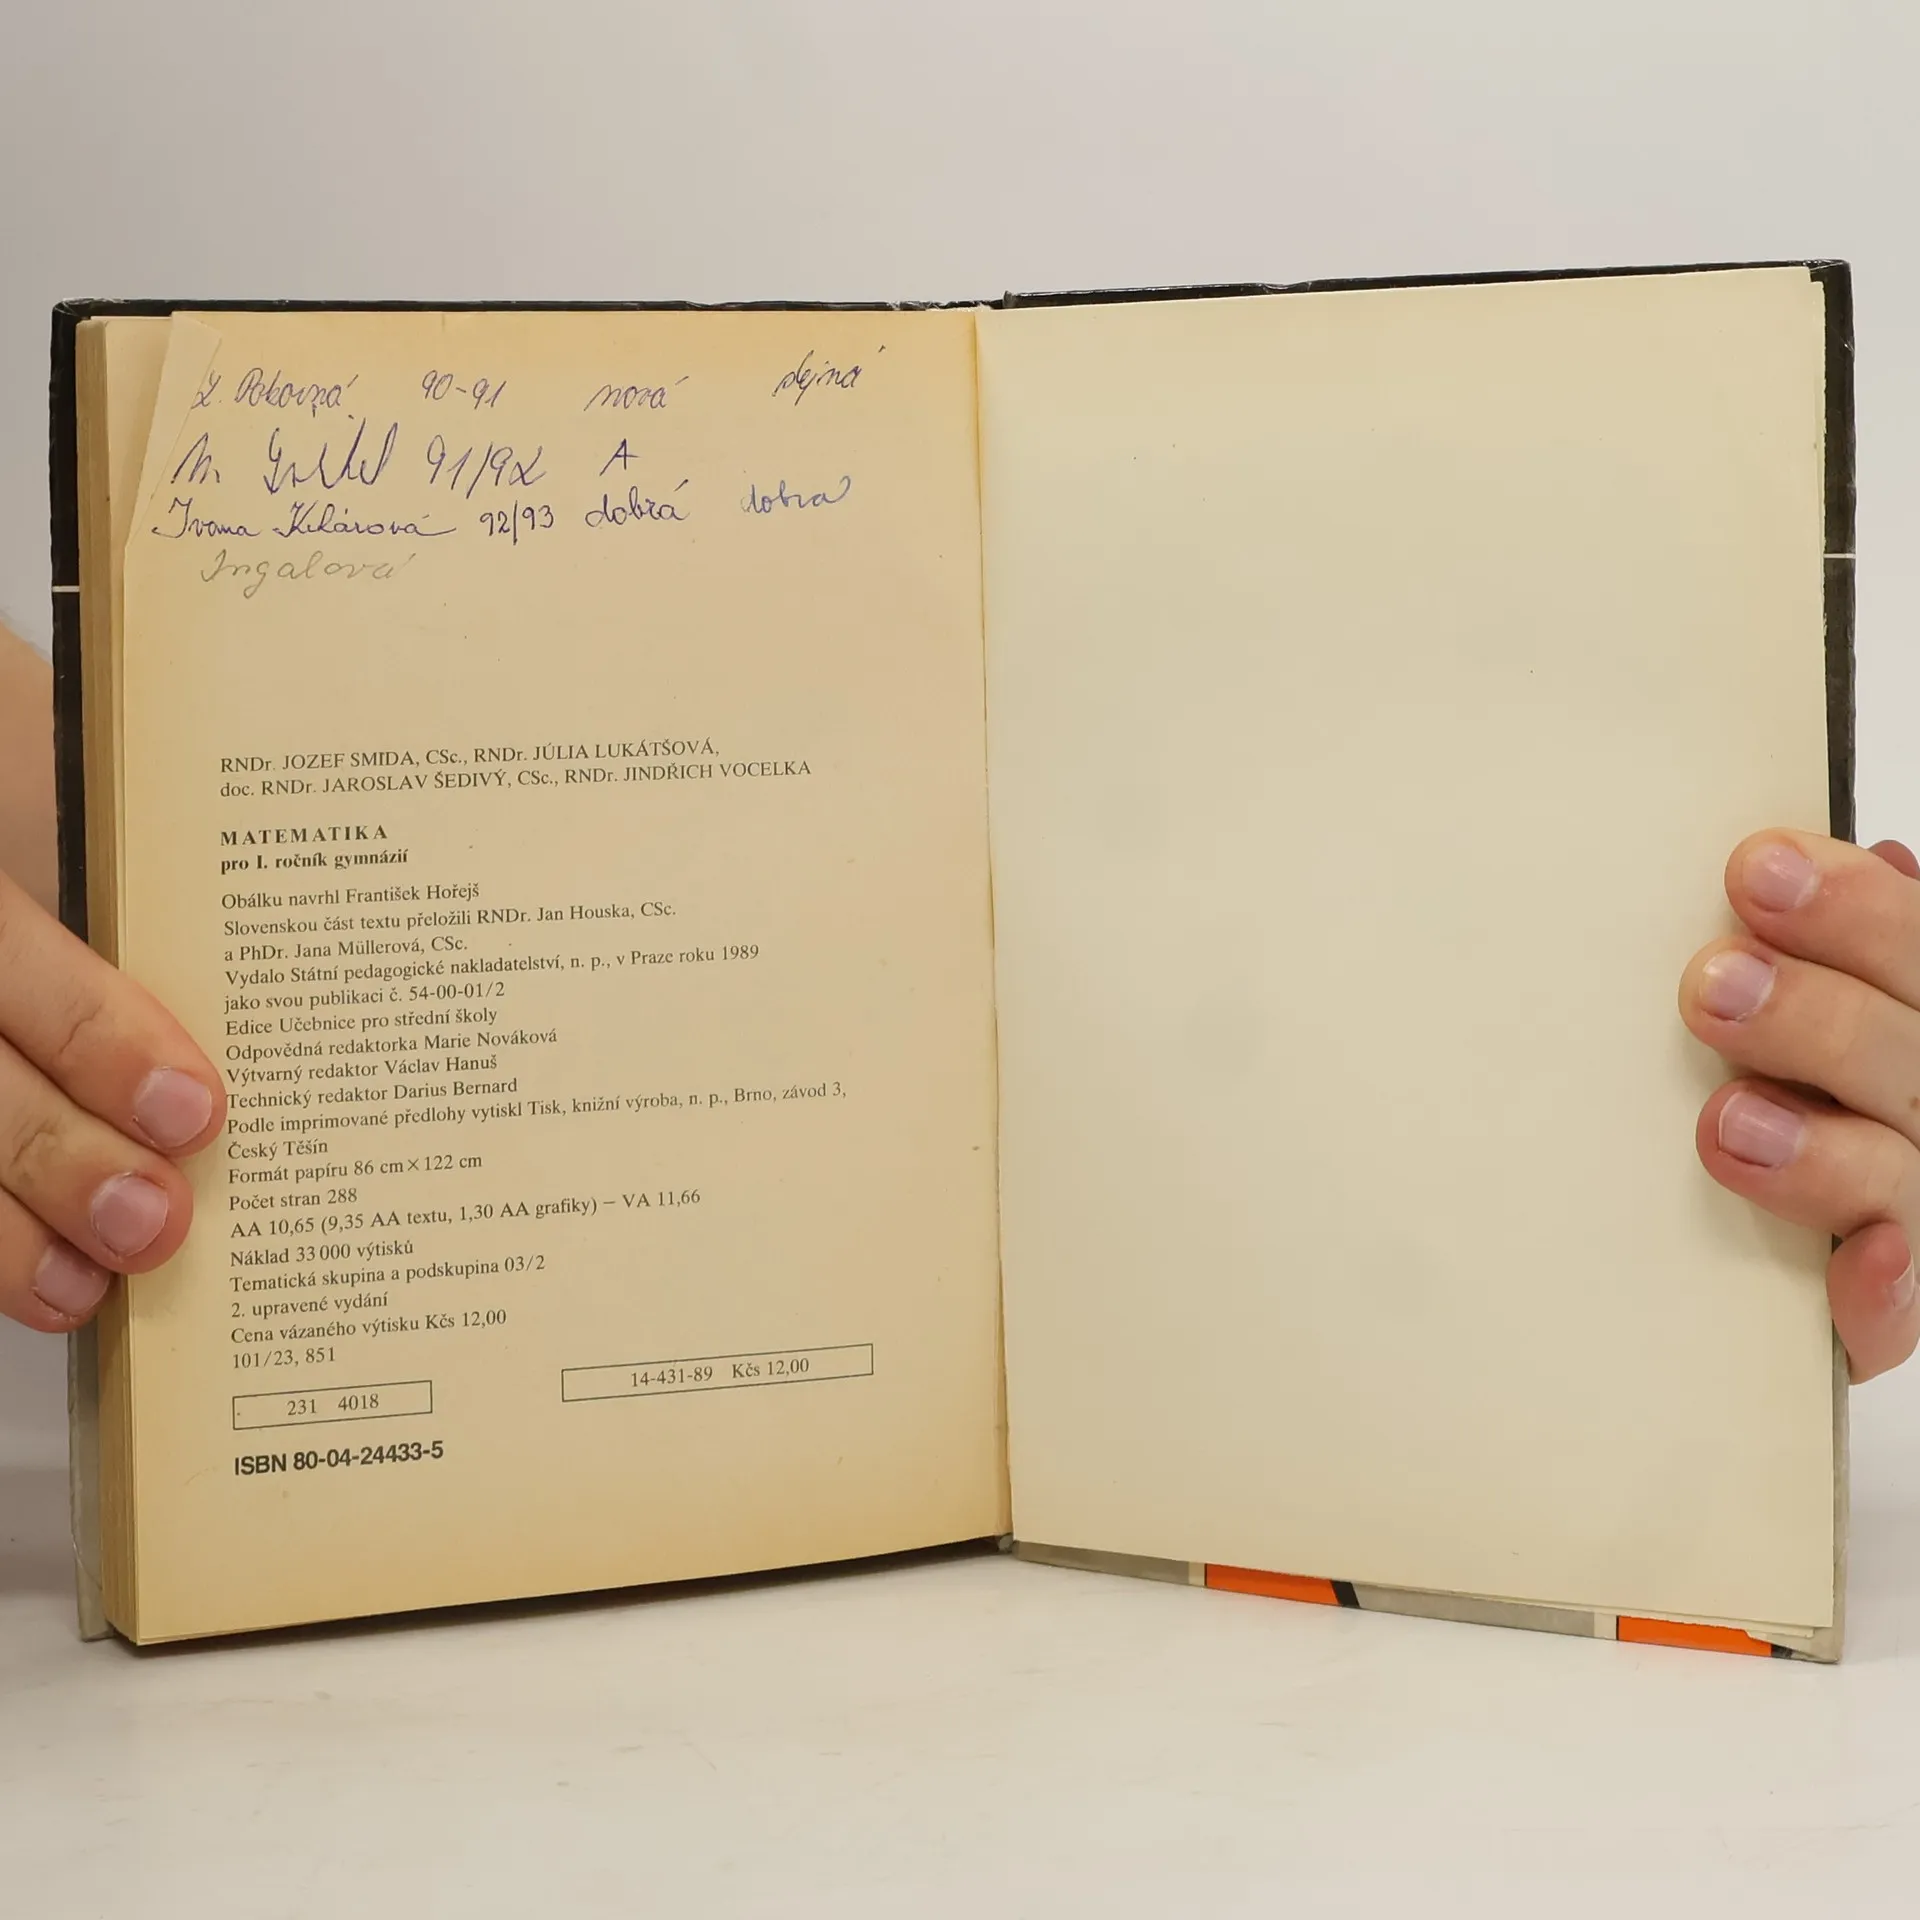 90-91 nová stejná
M. 91/92 A
Ivana Klárová 92/93 dobrá dobrá
Ingalová
RNDr. JOZEF SMIDA, CSc., RNDr. JÚLIA LUKÁTŠOVÁ,
doc. RNDr. JAROSLAV ŠEDIVÝ, CSc., RNDr. JINDŘICH VOCELKA
MATEMATIKA
pro I. ročník gymnázií
Obálku navrhl František Hořejš
Slovenskou část textu přeložili RNDr. Jan Houska, CSc.
a PhDr. Jana Müllerová, CSc.
Vydalo Státní pedagogické nakladatelství, n. p., v Praze roku 1989
jako svou publikaci č. 54-00-01/2
Edice Učebnice pro střední školy
Odpovědná redaktorka Marie Nováková
Výtvarný redaktor Václav Hanuš
Technický redaktor Darius Bernard
Podle imprimované předlohy vytiskl Tisk, knižní výroba, n. p., Brno, závod 3,
Český Těšín
Formát papíru 86 cm × 122 cm
Počet stran 288
AA 10,65 (9,35 AA textu, 1,30 AA grafiky) – VA 11,66
Náklad 33 000 výtisků
Tematická skupina a podskupina 03/2
2. upravené vydání
Cena vázaného výtisku Kčs 12,00
101/23, 851
231 4018
14-431-89 Kčs 12,00
ISBN 80-04-24433-5